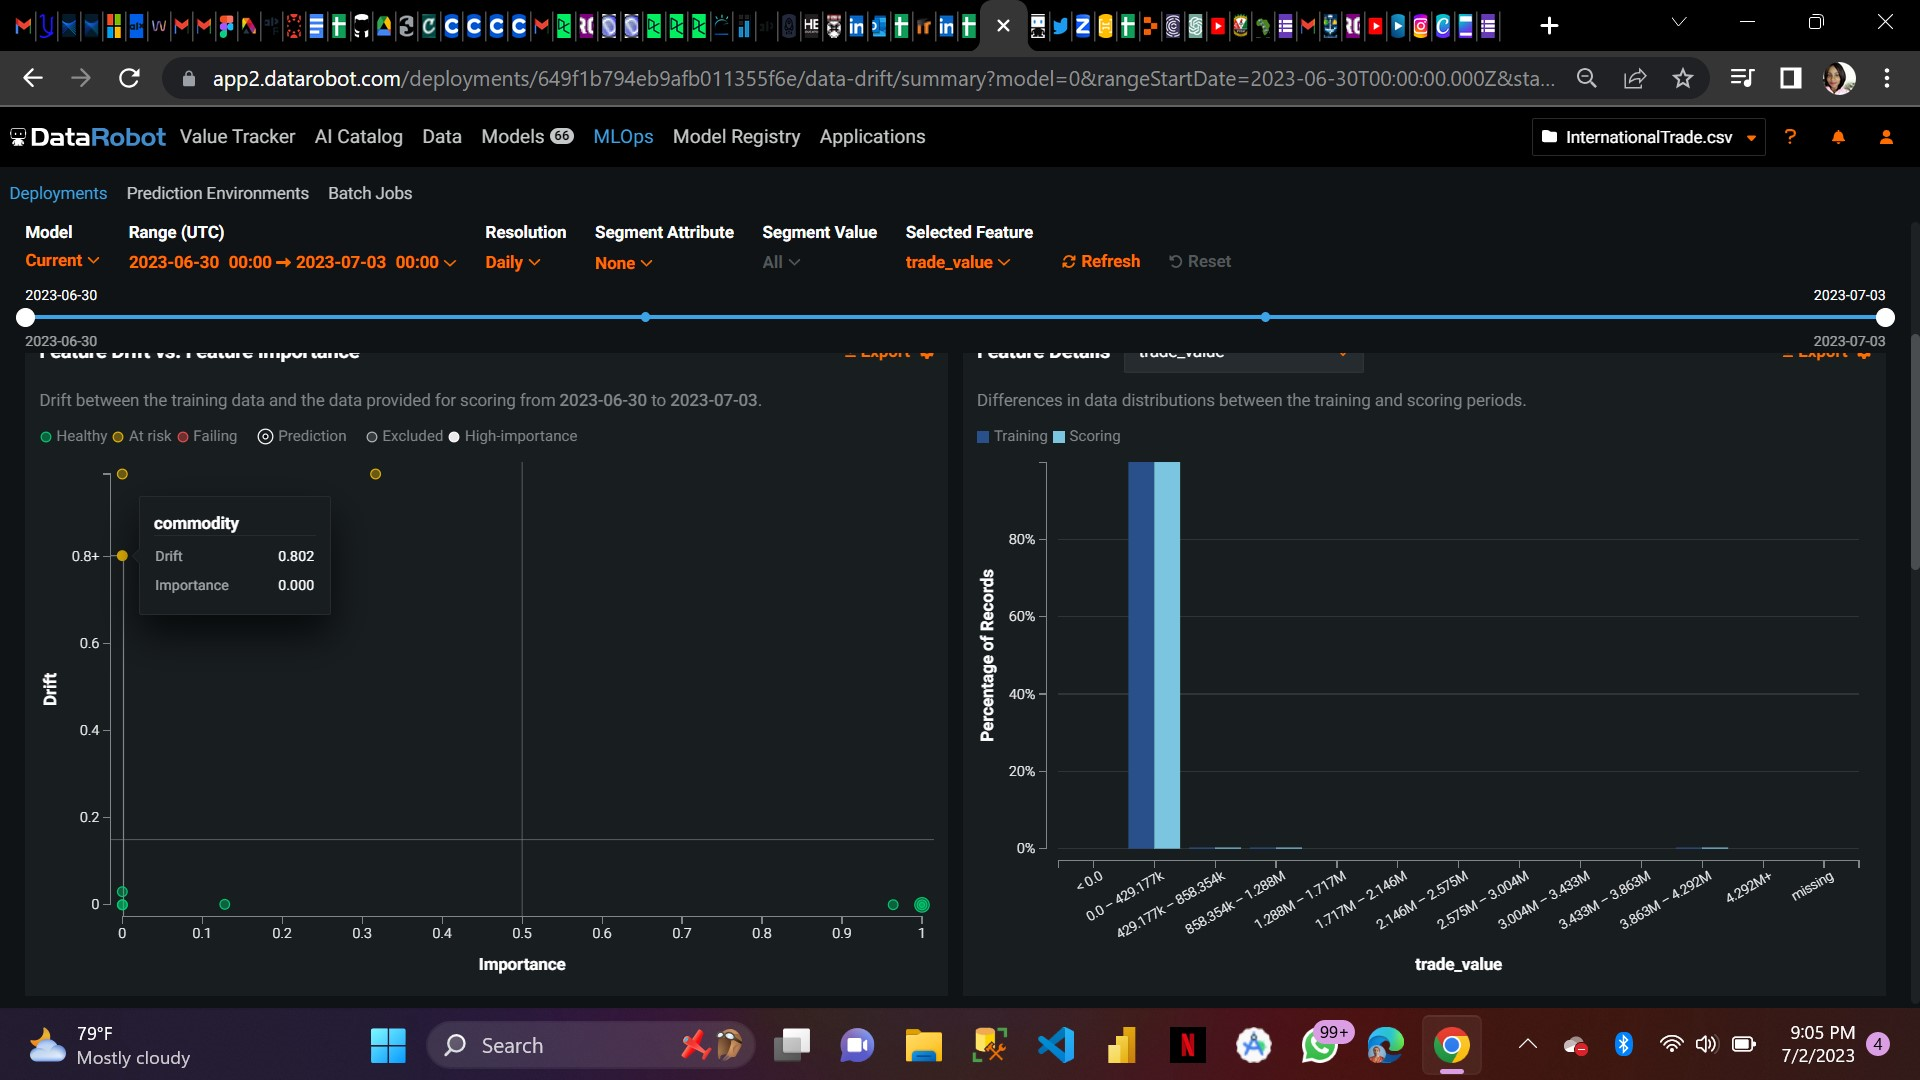 app2.datarobot.com/deployments/649f1b794eb9afb011355f6e/data-drift/summary?model=0&rangeStartDate=2023-06-30T00:00:00.000Z&sta...
DataRobot Value Tracker AI Catalog Data Models 66 MLOps Model Registry Applications InternationalTrade.csv ?
Deployments Prediction Environments Batch Jobs
Model Range (UTC) Resolution Segment Attribute Segment Value Selected Feature
Current 2023-06-30 00:00 → 2023-07-03 00:00 Daily None All trade_value Refresh Reset
2023-06-30 2023-07-03
2023-06-30 2023-07-03
Feature Drift vs. Feature Importance Export
Feature Details trade_value Export
Drift between the training data and the data provided for scoring from 2023-06-30 to 2023-07-03.
Healthy At risk Failing Prediction Excluded High-importance
commodity
Drift 0.802
Importance 0.000
0.8+
0.6
0.4
0.2
0
Drift
0 0.1 0.2 0.3 0.4 0.5 0.6 0.7 0.8 0.9 1
Importance
Differences in data distributions between the training and scoring periods.
Training Scoring
80%
60%
40%
20%
0%
Percentage of Records
< 0.0
0.0 – 429.177k
429.177k – 858.354k
858.354k – 1.288M
1.288M – 1.717M
1.717M – 2.146M
2.146M – 2.575M
2.575M – 3.004M
3.004M – 3.433M
3.433M – 3.863M
3.863M – 4.292M
4.292M+
missing
trade_value
79°F
Mostly cloudy
Search
99+
9:05 PM
7/2/2023
4